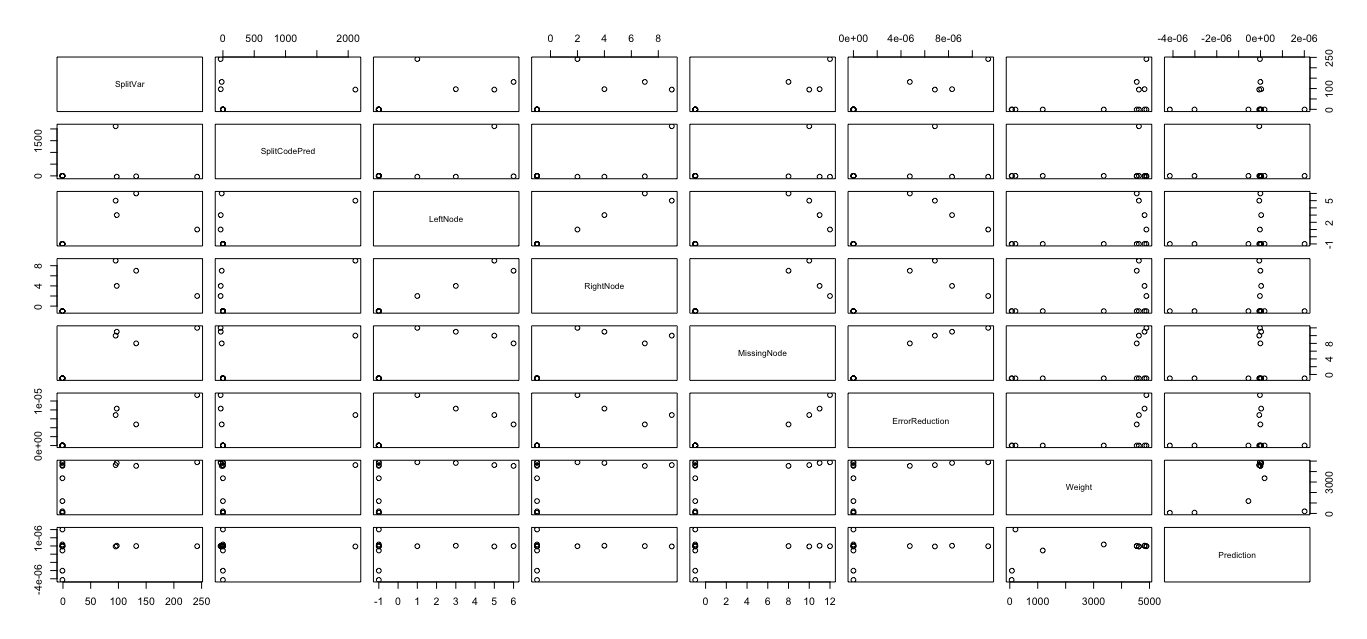 0 500 1000 2000 0 2 4 6 8 0e+00 4e-06 8e-06 -4e-06 -2e-06 0e+00 2e-06
SplitVar 0 100 250
0 1500 SplitCodePred
LeftNode -1 2 5
0 4 8 RightNode
MissingNode 0 4 8
0e+00 1e-05 ErrorReduction
Weight 0 3000
-4e-06 1e-06 Prediction
0 50 100 150 200 250 -1 0 1 2 3 4 5 6 0 2 4 6 8 10 12 0 1000 3000 5000